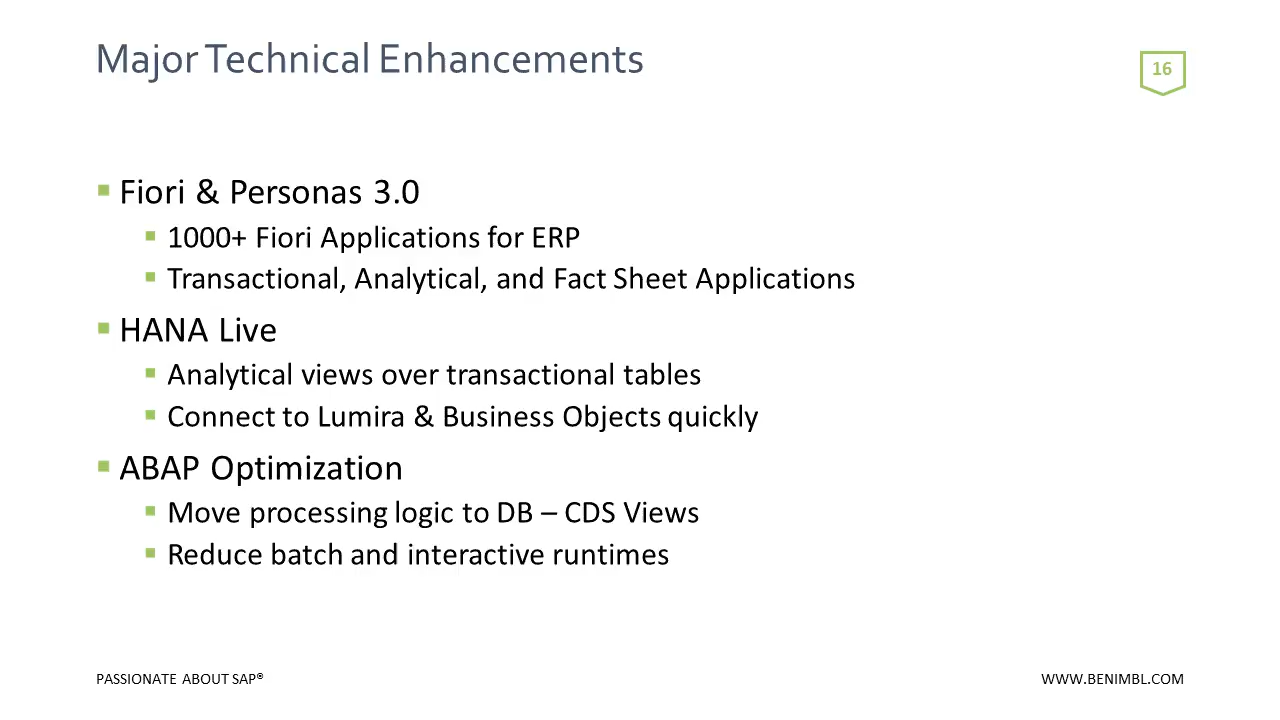 Major Technical Enhancements
16
Fiori & Personas 3.0
1000+ Fiori Applications for ERP
Transactional, Analytical, and Fact Sheet Applications
HANA Live
Analytical views over transactional tables
Connect to Lumira & Business Objects quickly
ABAP Optimization
Move processing logic to DB – CDS Views
Reduce batch and interactive runtimes
PASSIONATE ABOUT SAP®
WWW.BENIMBL.COM